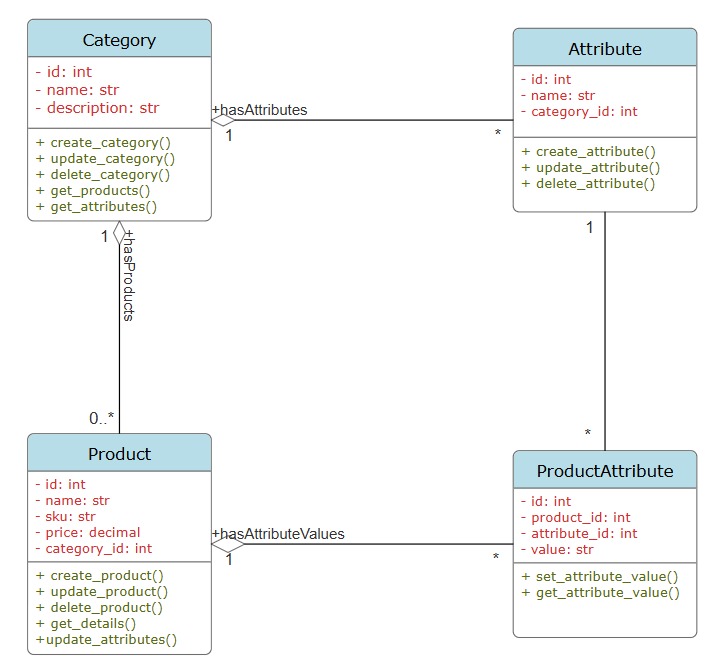 Category
- id: int
- name: str
- description: str
+ create_category()
+ update_category()
+ delete_category()
+ get_products()
+ get_attributes()
+hasAttributes
1
*
Attribute
- id: int
- name: str
- category_id: int
+ create_attribute()
+ update_attribute()
+ delete_attribute()
1
+hasProducts
0..*
1
*
Product
- id: int
- name: str
- sku: str
- price: decimal
- category_id: int
+ create_product()
+ update_product()
+ delete_product()
+ get_details()
+update_attributes()
+hasAttributeValues
1
*
ProductAttribute
- id: int
- product_id: int
- attribute_id: int
- value: str
+ set_attribute_value()
+ get_attribute_value()